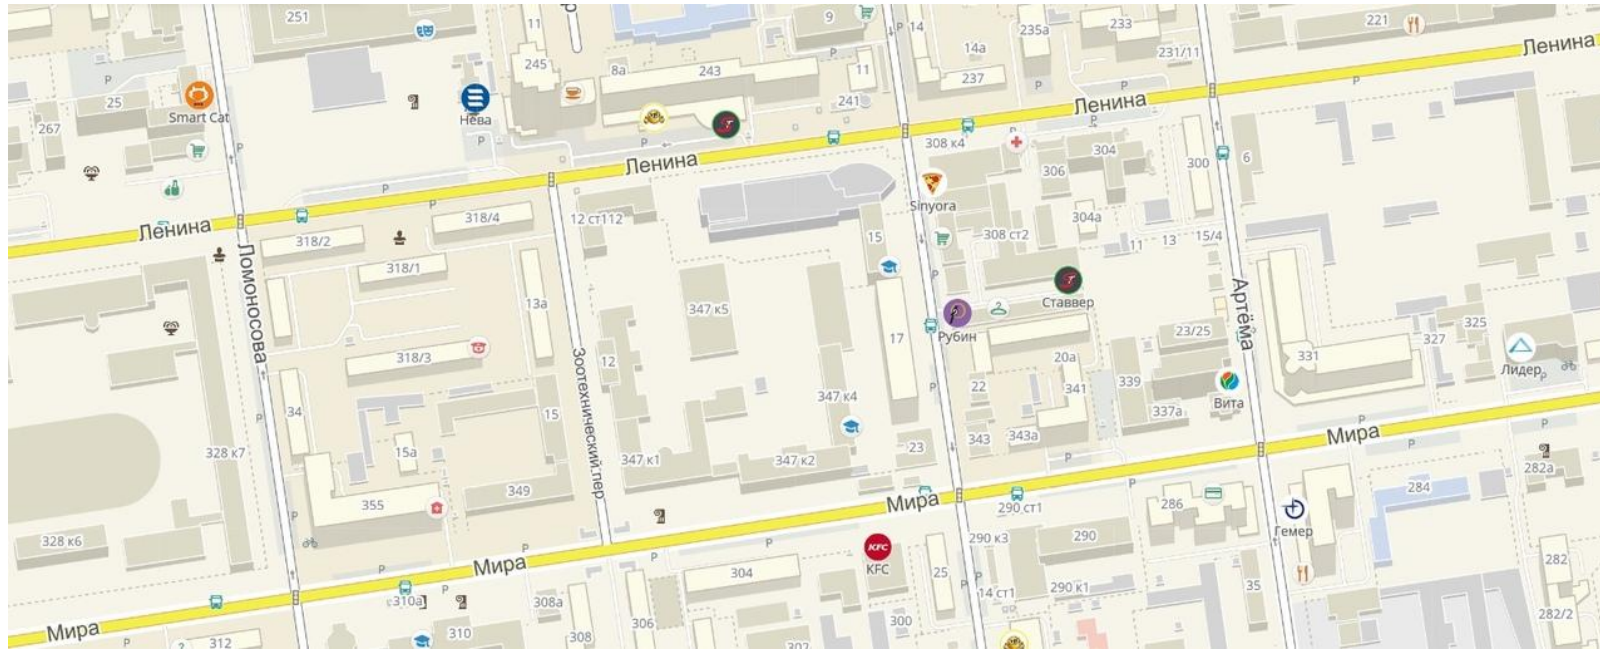 251
11
9
14
235а
233
221
231/11
Ленина
245
8а
243
11
14а
237
25
Smart Cat
Нева
241
Ленина
267
308 к4
304
300
6
Ленина
306
Sinyora
12 ст112
318/4
304а
Ленина
318/2
15
308 ст2
11
13
15/4
318/1
Ломоносова
13а
347 к5
Ставвер
Артёма
Рубин
17
23/25
325
327
331
318/3
12
20а
Лидер
Зоотехнический пер
22
341
339
Вита
34
15
347 к4
337а
343
343а
Мира
328 к7
15а
347 к1
347 к2
23
282а
349
355
Мира
290 ст1
286
284
Гемер
328 к6
290 к3
290
KFC
KFC
282
Мира
304
25
35
310а
308а
14 ст1
290 к1
Мира
312
310
308
306
300
302
282/2